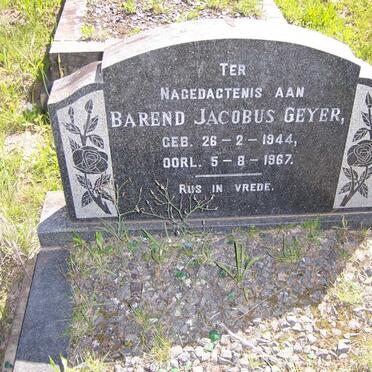 TER
NAGEDACTENIS AAN
BAREND JACOBUS GEYER,
GEB. 26-2-1944,
OORL. 5-8-1967.
RUS IN VREDE.